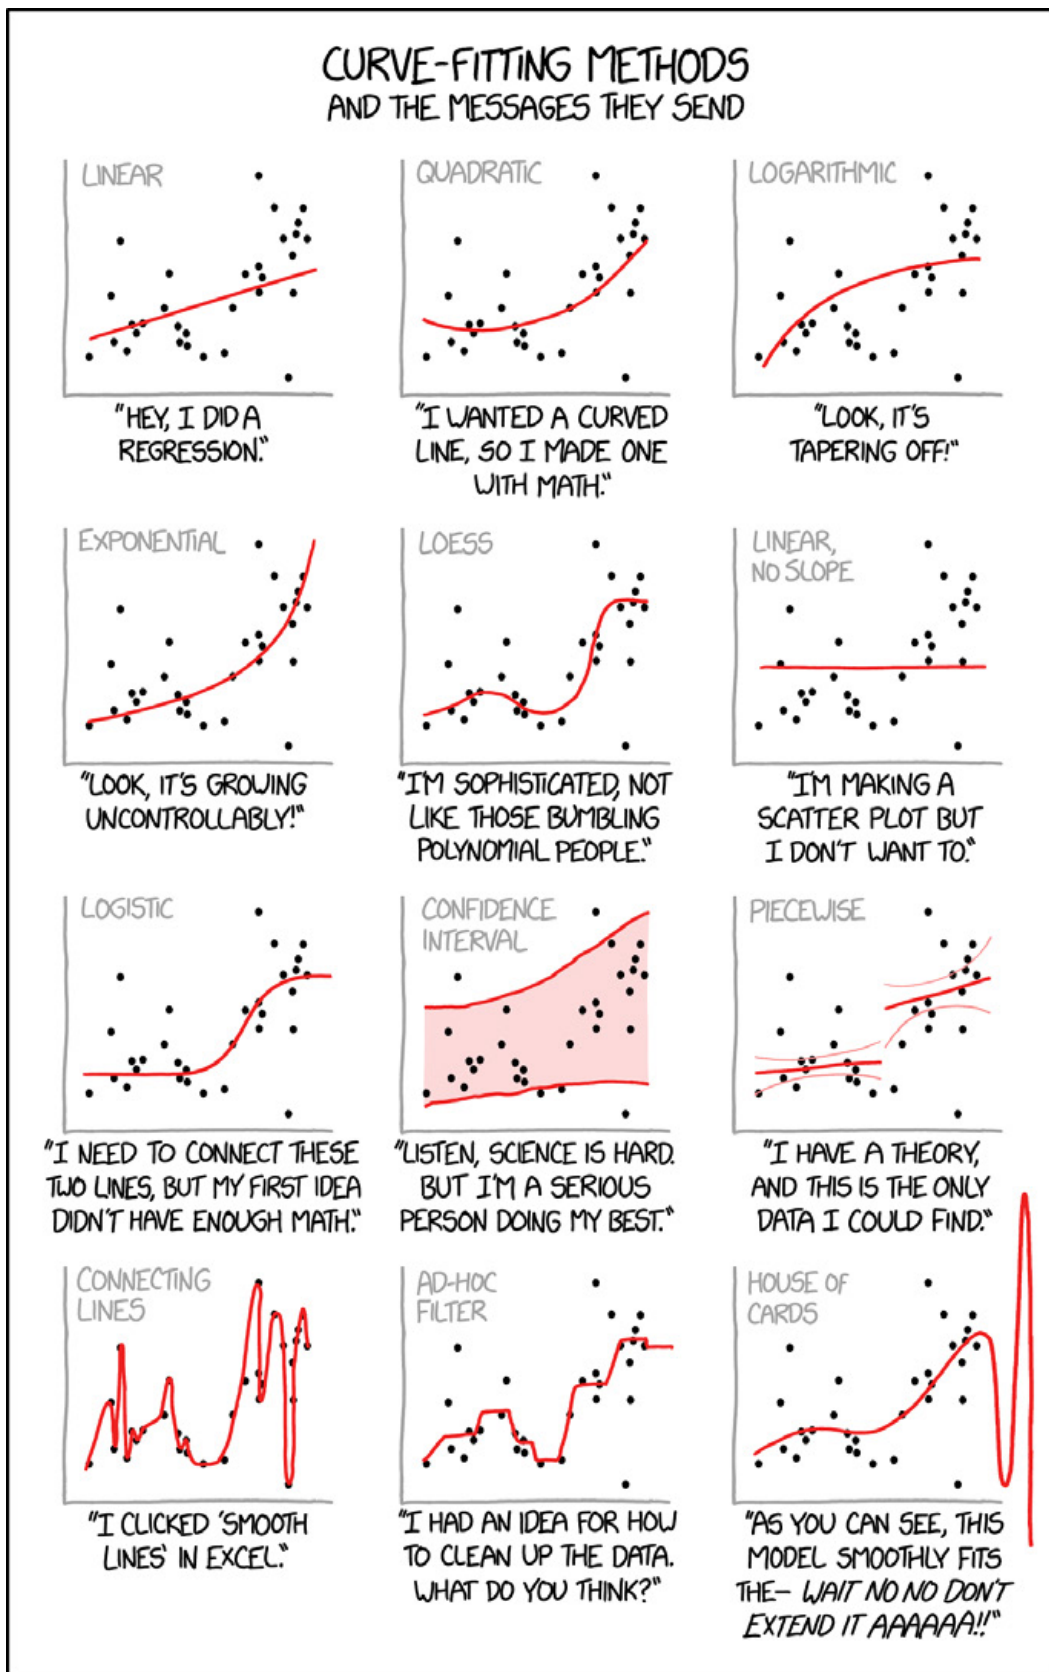 CURVE-FITTING METHODS
AND THE MESSAGES THEY SEND
LINEAR
"HEY, I DID A
REGRESSION."
QUADRATIC
"I WANTED A CURVED
LINE, SO I MADE ONE
WITH MATH."
LOGARITHMIC
"LOOK, IT'S
TAPERING OFF!"
EXPONENTIAL
"LOOK, IT'S GROWING
UNCONTROLLABLY!"
LOESS
"I'M SOPHISTICATED, NOT
LIKE THOSE BUMBLING
POLYNOMIAL PEOPLE."
LINEAR,
NO SLOPE
"I'M MAKING A
SCATTER PLOT BUT
I DON'T WANT TO."
LOGISTIC
"I NEED TO CONNECT THESE
TWO LINES, BUT MY FIRST IDEA
DIDN'T HAVE ENOUGH MATH."
CONFIDENCE
INTERVAL
"LISTEN, SCIENCE IS HARD.
BUT I'M A SERIOUS
PERSON DOING MY BEST."
PIECEWISE
"I HAVE A THEORY,
AND THIS IS THE ONLY
DATA I COULD FIND."
CONNECTING
LINES
"I CLICKED 'SMOOTH
LINES' IN EXCEL."
AD-HOC
FILTER
"I HAD AN IDEA FOR HOW
TO CLEAN UP THE DATA.
WHAT DO YOU THINK?"
HOUSE OF
CARDS
"AS YOU CAN SEE, THIS
MODEL SMOOTHLY FITS
THE- WAIT NO NO DON'T
EXTEND IT AAAAAA!!"